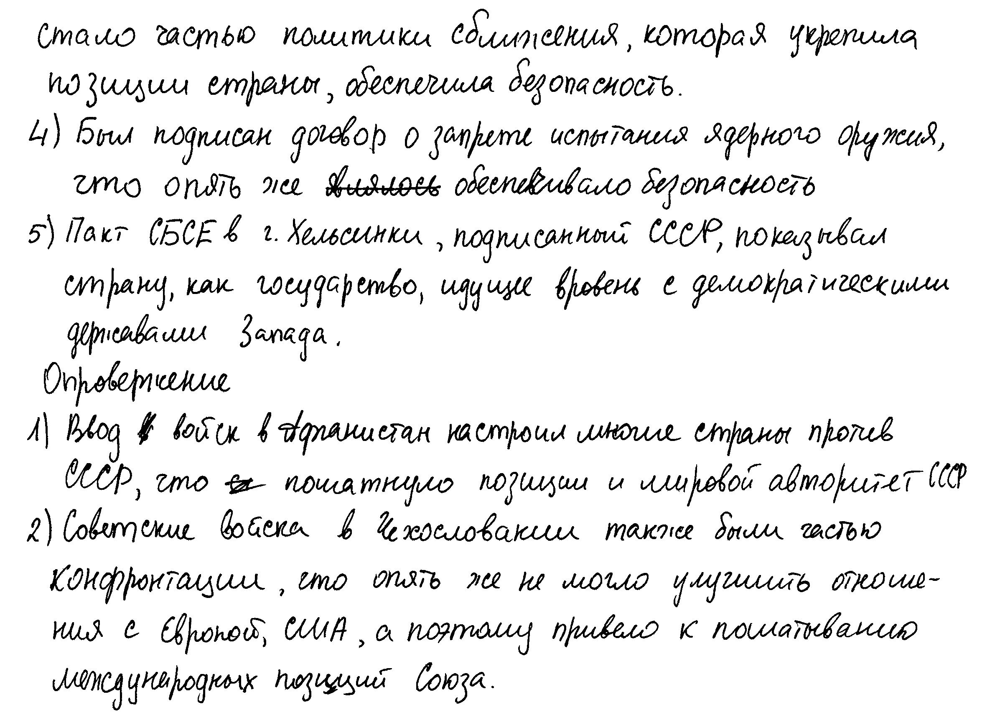 стало частью политики сближения, которая укрепила
позиции страны, обеспечила безопасность.
4) Был подписан договор о запрете испытания ядерного оружия,
что опять же являлось обеспечивало безопасность
5) Пакт СБСЕ в г. Хельсинки, подписанный СССР, показывал
страну, как государство, идущее вровень с демократическими
державами Запада.
Опровержение
1) Ввод войск в Афганистан настроил многие страны против
СССР, что пошатнуло позиции и мировой авторитет СССР
2) Советские войска в Чехословакии также были частью
конфронтации, что опять же не могло улучшить отноше-
ния с Европой, США, а поэтому привело к пошатыванию
международных позиций Союза.